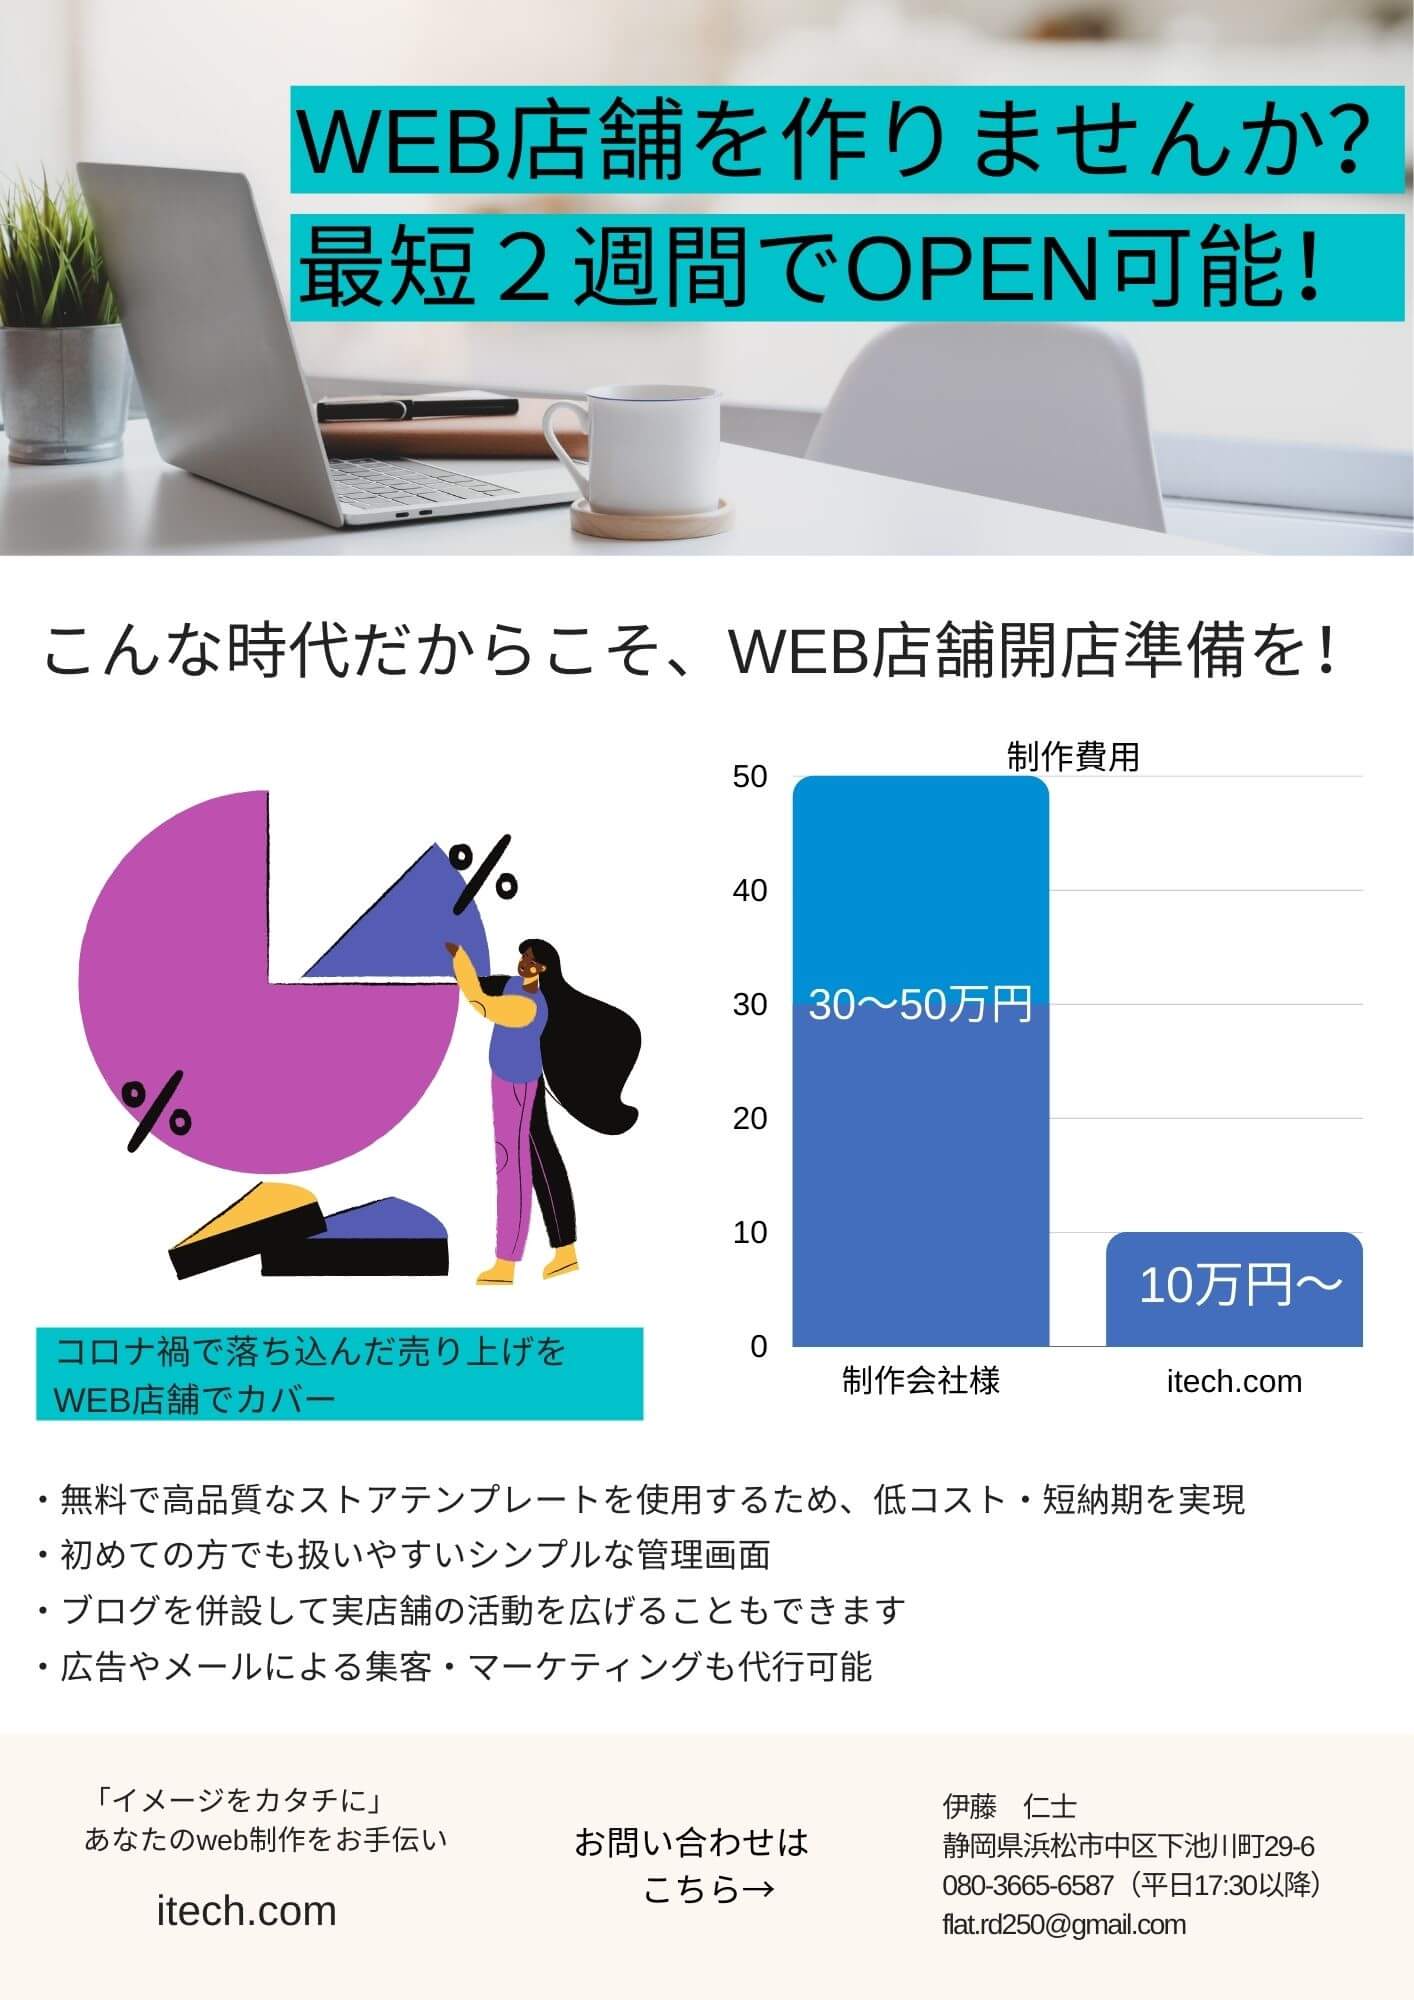 WEB店舗を作りませんか？
最短２週間でOPEN可能！
こんな時代だからこそ、WEB店舗開店準備を！
%
%
制作費用
50
40
30
20
10
0
30〜50万円
10万円〜
制作会社様
itech.com
コロナ禍で落ち込んだ売り上げを
WEB店舗でカバー
・無料で高品質なストアテンプレートを使用するため、低コスト・短納期を実現
・初めての方でも扱いやすいシンプルな管理画面
・ブログを併設して実店舗の活動を広げることもできます
・広告やメールによる集客・マーケティングも代行可能
「イメージをカタチに」
あなたのweb制作をお手伝い
itech.com
お問い合わせは
こちら→
伊藤　仁士
静岡県浜松市中区下池川町29-6
080-3665-6587（平日17:30以降）
flat.rd250@gmail.com